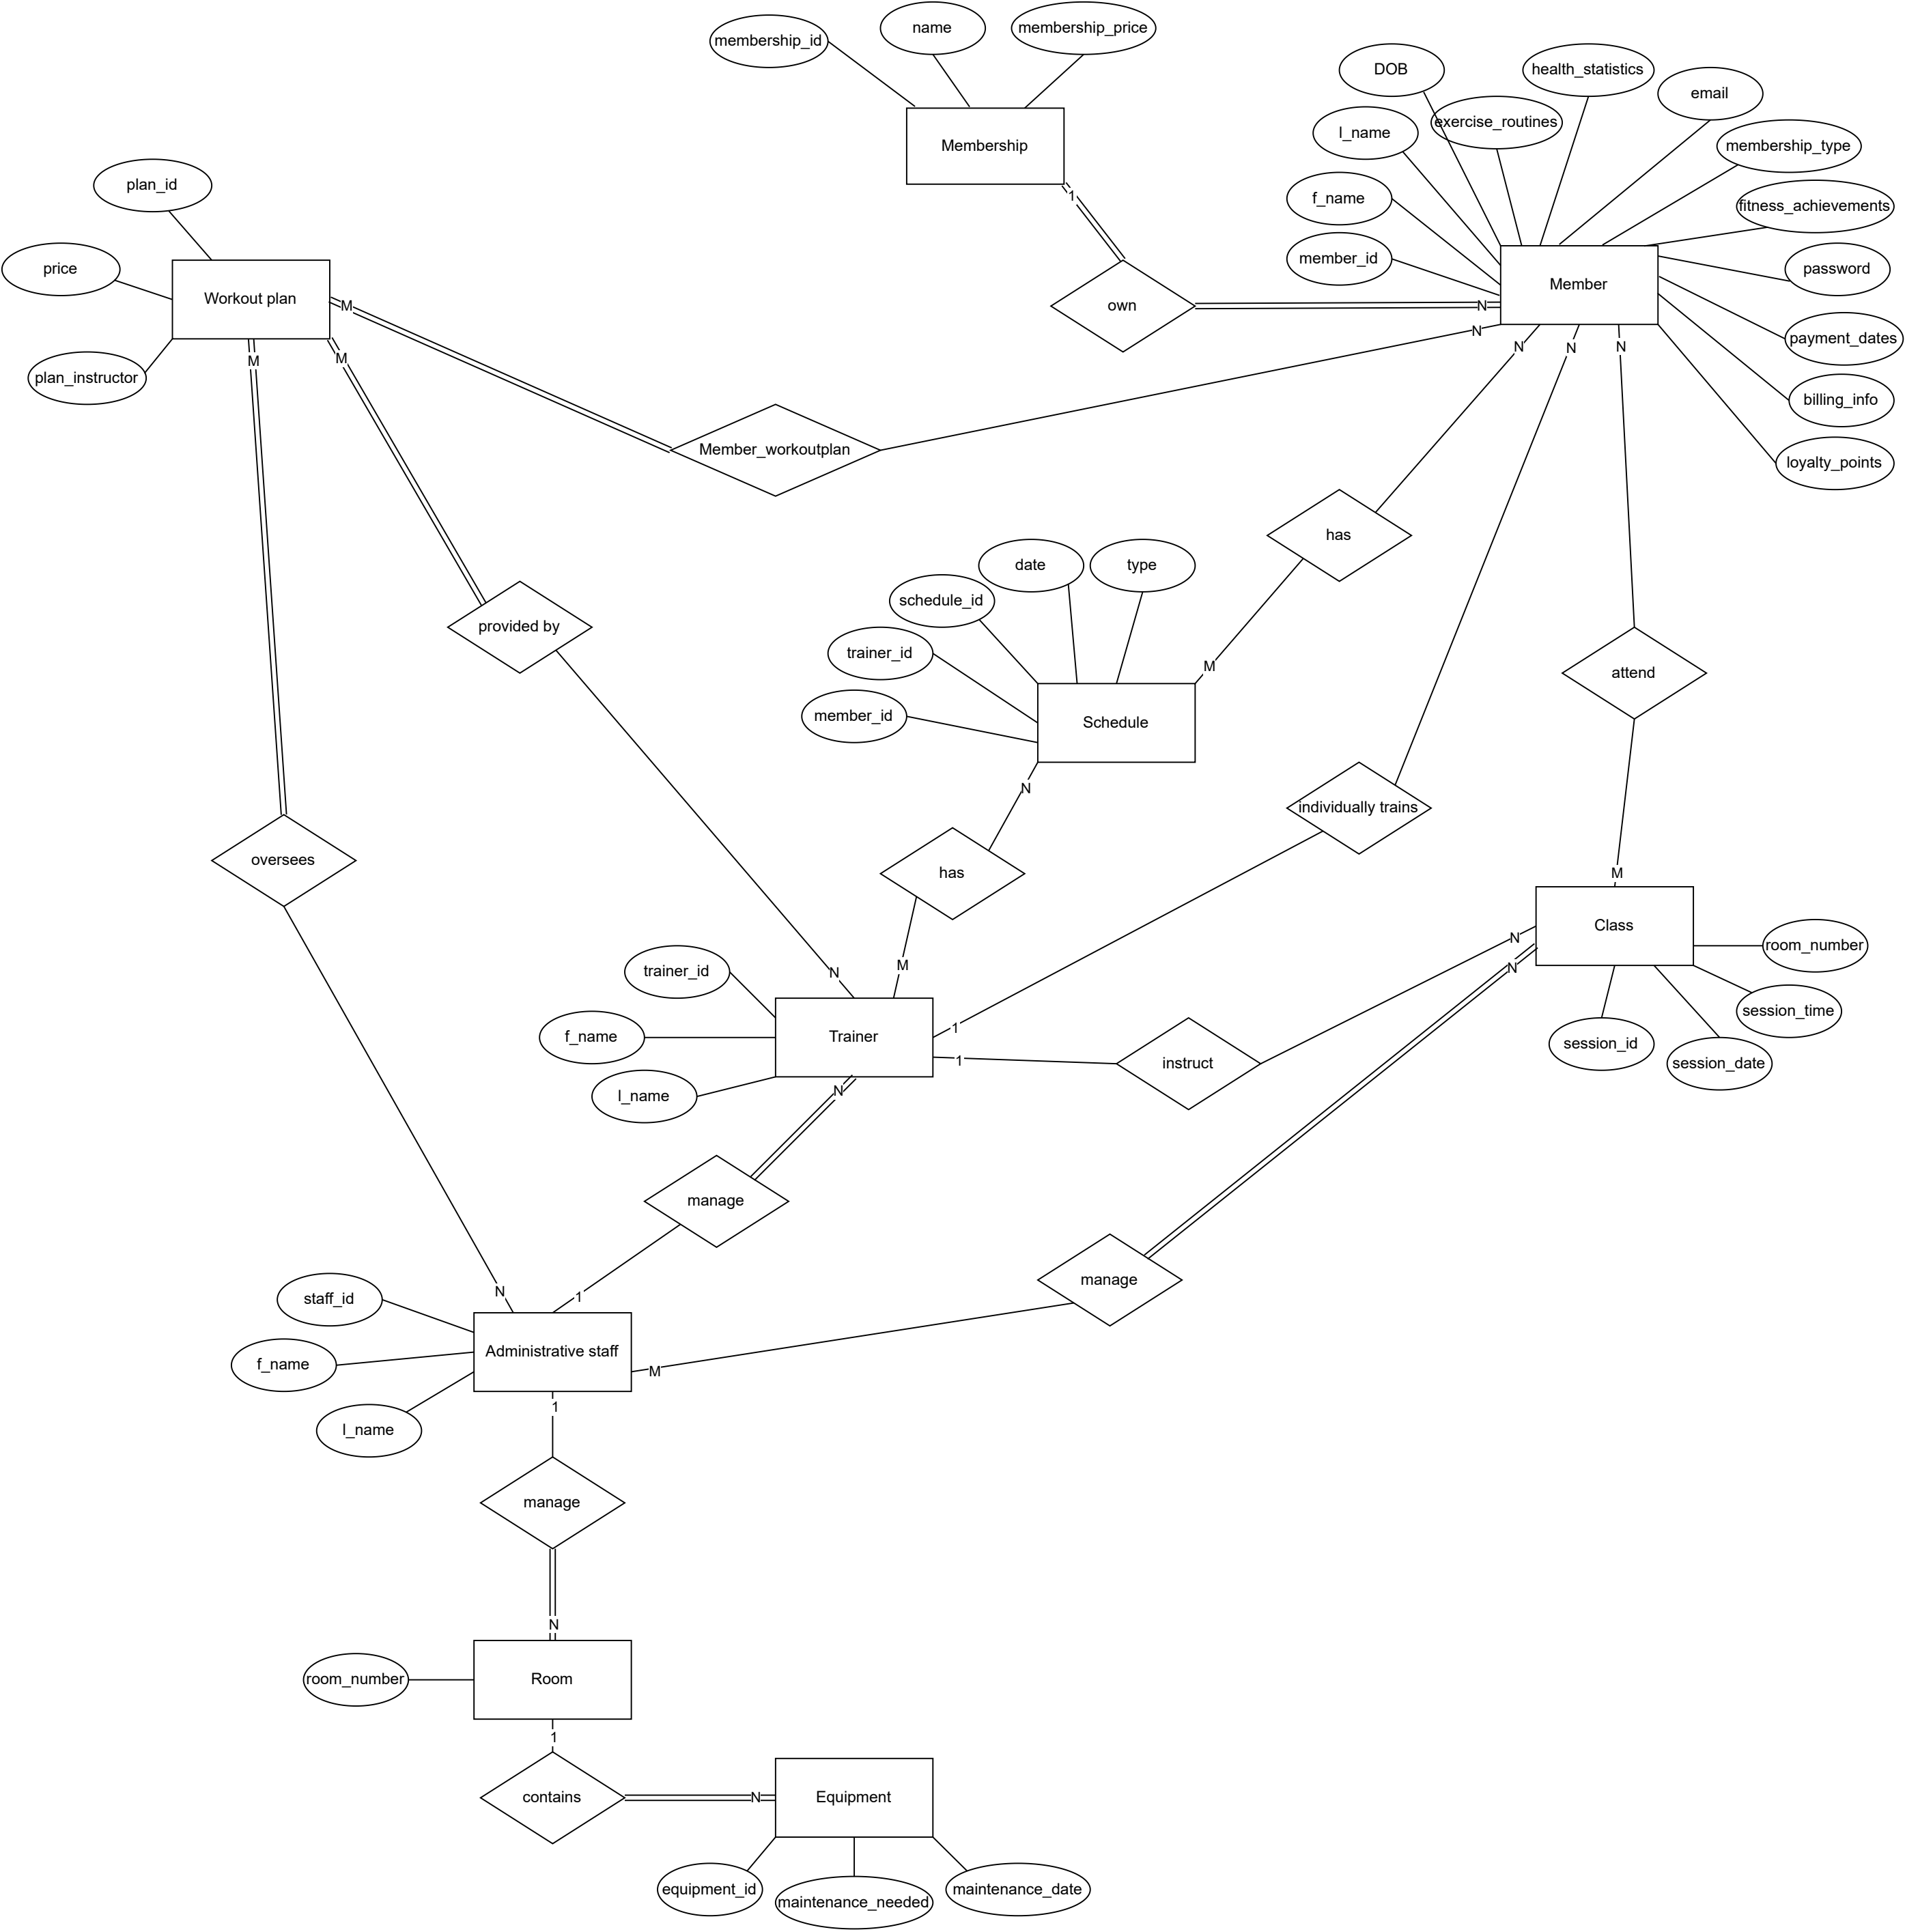 name
membership_price
membership_id
DOB
health_statistics
email
exercise_routines
l_name
Membership
membership_type
plan_id
1
f_name
fitness_achievements
member_id
price
password
Member
Workout plan
M
own
N
N
payment_dates
M
M
N
N
N
plan_instructor
billing_info
Member_workoutplan
loyalty_points
has
date
type
schedule_id
provided by
trainer_id
M
attend
member_id
Schedule
N
individually trains
oversees
has
M
Class
N
room_number
M
N
N
trainer_id
session_time
1
f_name
Trainer
session_id
1
instruct
session_date
N
l_name
manage
manage
N
1
staff_id
Administrative staff
f_name
M
1
l_name
manage
N
room_number
Room
1
contains
N
Equipment
equipment_id
maintenance_needed
maintenance_date